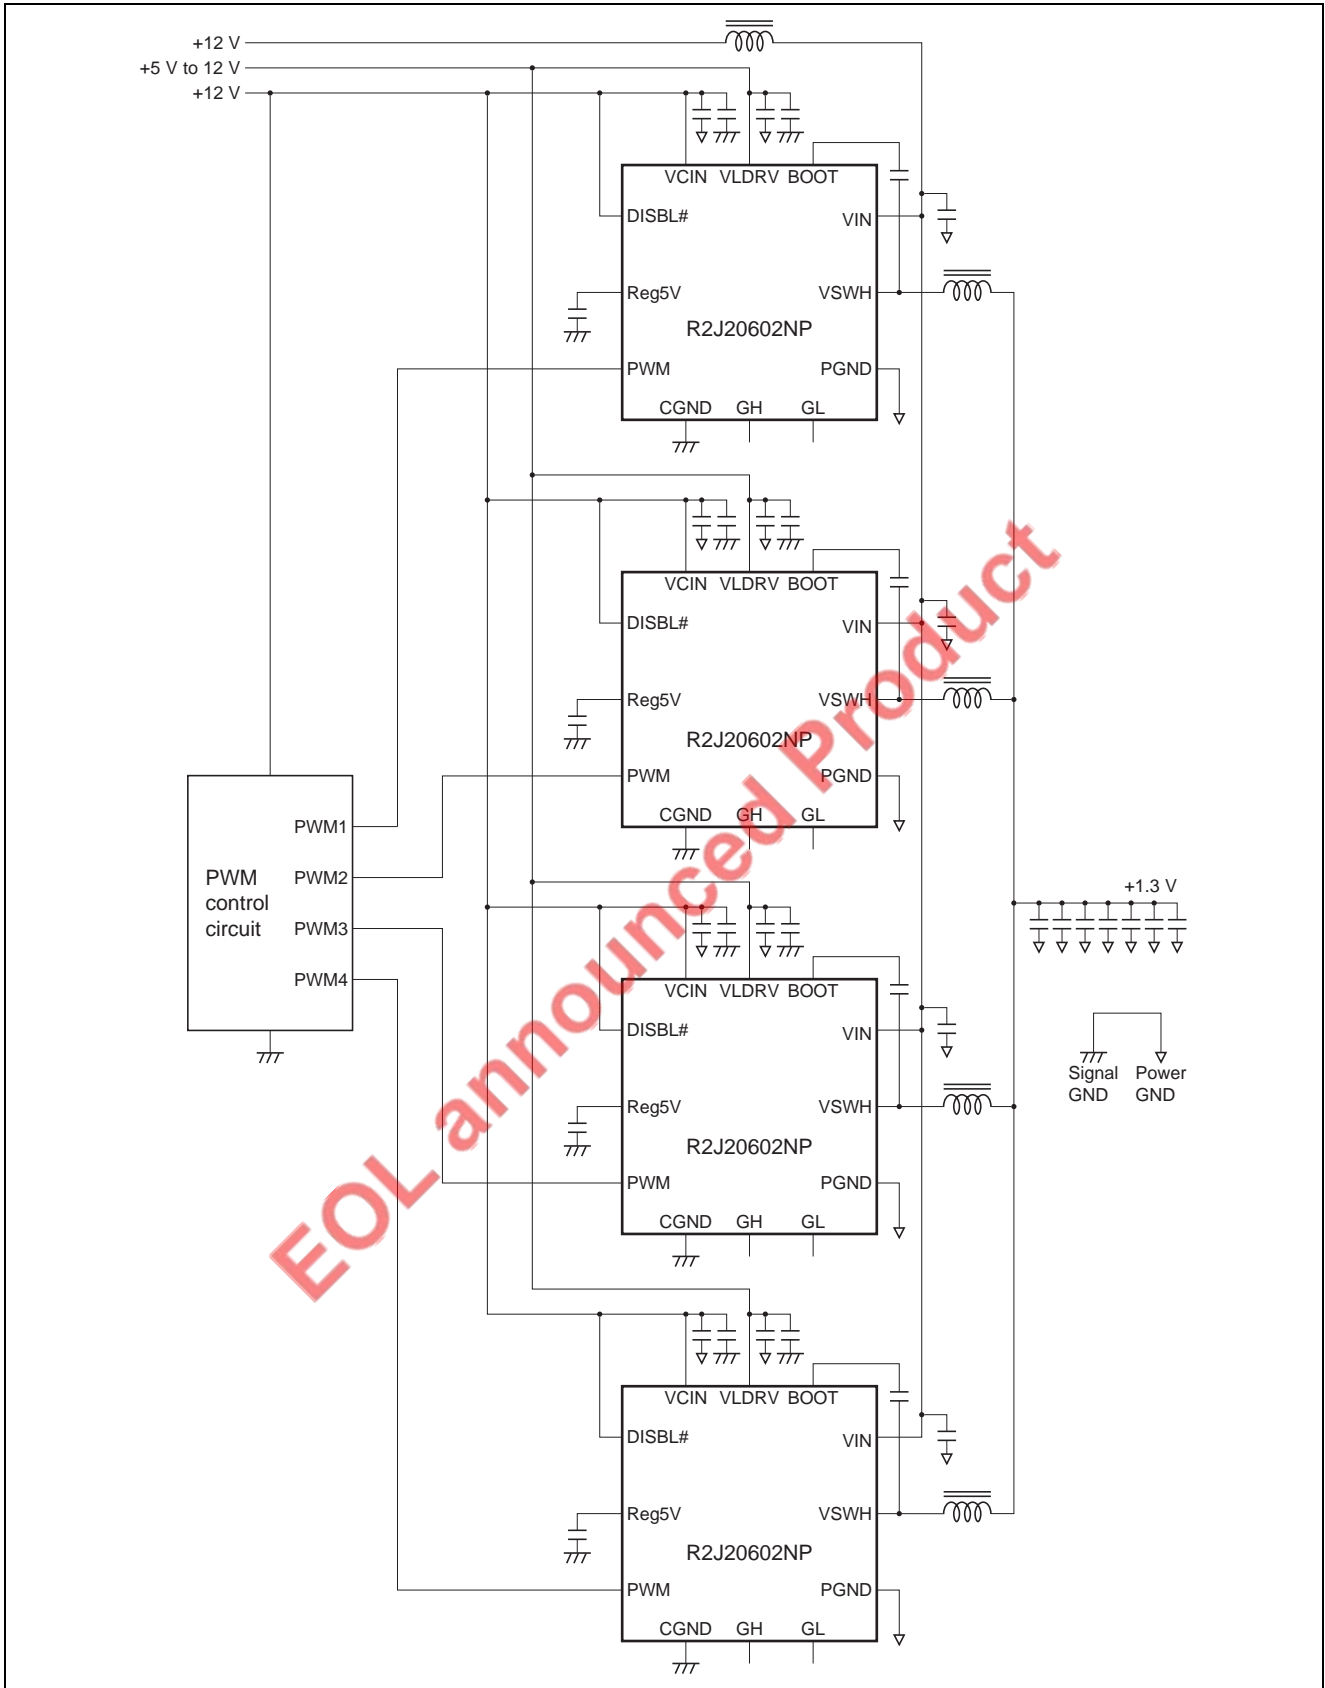 +12 V
+5 V to 12 V
+12 V
VCIN VLDRV BOOT
DISBL#
VIN
Reg5V
VSWH
R2J20602NP
PWM
PGND
CGND GH GL
VCIN VLDRV BOOT
DISBL#
VIN
Reg5V
VSWH
R2J20602NP
PWM
PGND
CGND GH GL
PWM control circuit
PWM1
PWM2
PWM3
PWM4
+1.3 V
VCIN VLDRV BOOT
DISBL#
VIN
Reg5V
VSWH
R2J20602NP
PWM
PGND
CGND GH GL
Signal GND
Power GND
VCIN VLDRV BOOT
DISBL#
VIN
Reg5V
VSWH
R2J20602NP
PWM
PGND
CGND GH GL
EOL announced Product